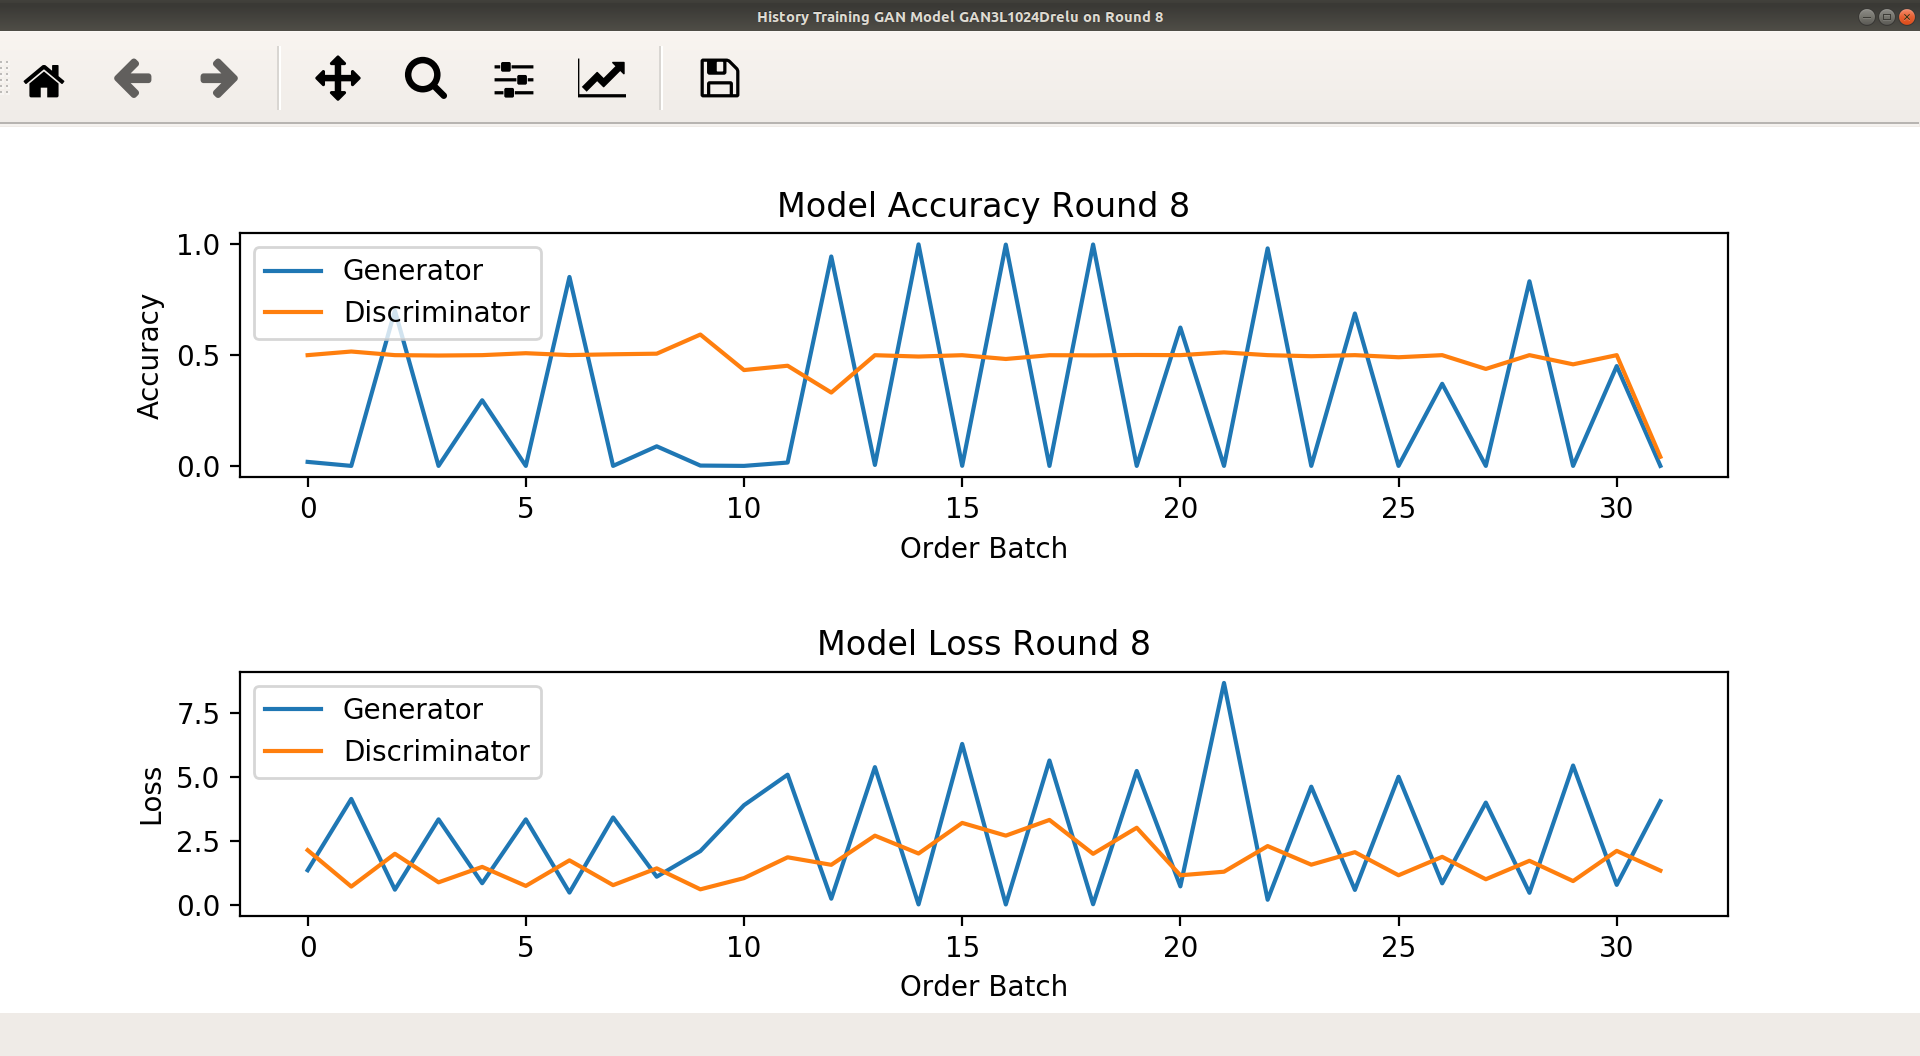 History Training GAN Model GAN3L1024Drelu on Round 8
Model Accuracy Round 8
1.0
Generator
Discriminator
Accuracy
0.5
0.0
0 5 10 15 20 25 30
Order Batch
Model Loss Round 8
Generator
7.5
Discriminator
Loss
5.0
2.5
0.0
0 5 10 15 20 25 30
Order Batch